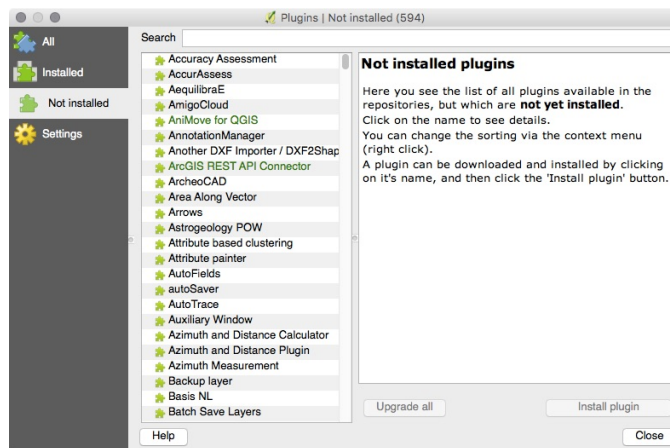 Plugins | Not installed (594)
All
Installed
Not installed
Settings
Search
Accuracy Assessment
AccurAssess
AequilibraE
AmigoCloud
AniMove for QGIS
AnnotationManager
Another DXF Importer / DXF2Shap
ArcGIS REST API Connector
ArcheoCAD
Area Along Vector
Arrows
Astrogeology POW
Attribute based clustering
Attribute painter
AutoFields
autoSaver
AutoTrace
Auxiliary Window
Azimuth and Distance Calculator
Azimuth and Distance Plugin
Azimuth Measurement
Backup layer
Basis NL
Batch Save Layers
Not installed plugins
Here you see the list of all plugins available in the
repositories, but which are not yet installed.
Click on the name to see details.
You can change the sorting via the context menu
(right click).
A plugin can be downloaded and installed by clicking
on it's name, and then click the 'Install plugin' button.
Upgrade all
Install plugin
Help
Close